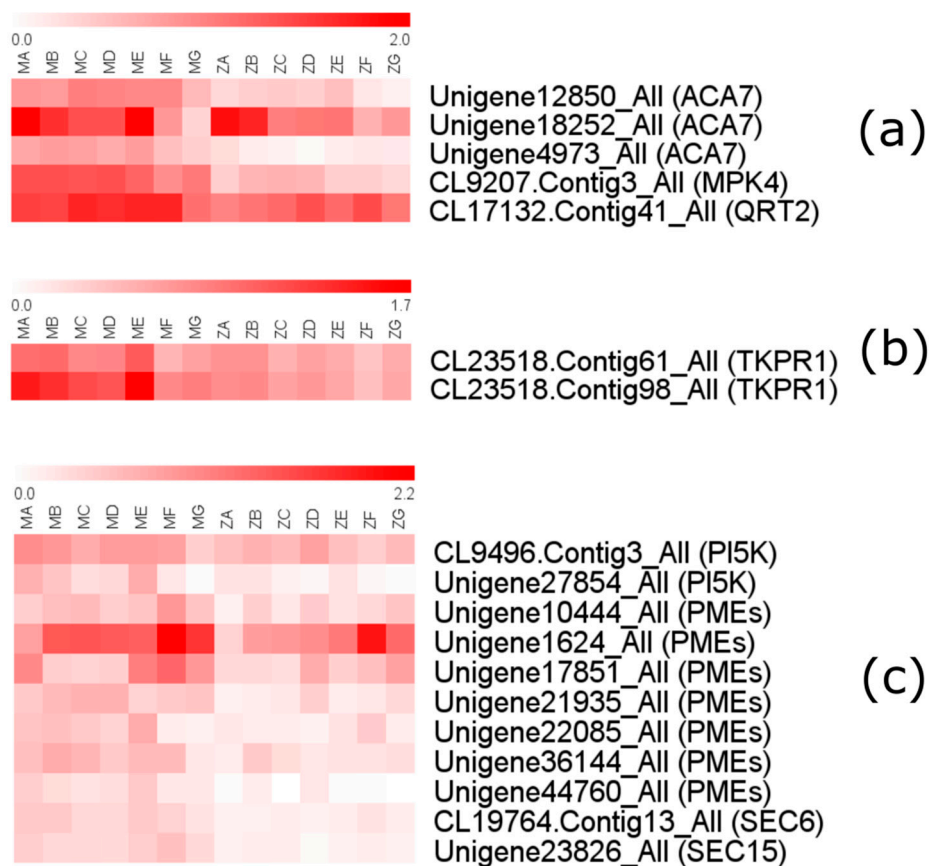 0.0 2.0
MA MB MC MD ME MF MG ZA ZB ZC ZD ZE ZF ZG
Unigene12850_All (ACA7)
Unigene18252_All (ACA7)
Unigene4973_All (ACA7)
CL9207.Contig3_All (MPK4)
CL17132.Contig41_All (QRT2)
(a)
0.0 1.7
MA MB MC MD ME MF MG ZA ZB ZC ZD ZE ZF ZG
CL23518.Contig61_All (TKPR1)
CL23518.Contig98_All (TKPR1)
(b)
0.0 2.2
MA MB MC MD ME MF MG ZA ZB ZC ZD ZE ZF ZG
CL9496.Contig3_All (PI5K)
Unigene27854_All (PI5K)
Unigene10444_All (PMEs)
Unigene1624_All (PMEs)
Unigene17851_All (PMEs)
Unigene21935_All (PMEs)
Unigene22085_All (PMEs)
Unigene36144_All (PMEs)
Unigene44760_All (PMEs)
CL19764.Contig13_All (SEC6)
Unigene23826_All (SEC15)
(c)